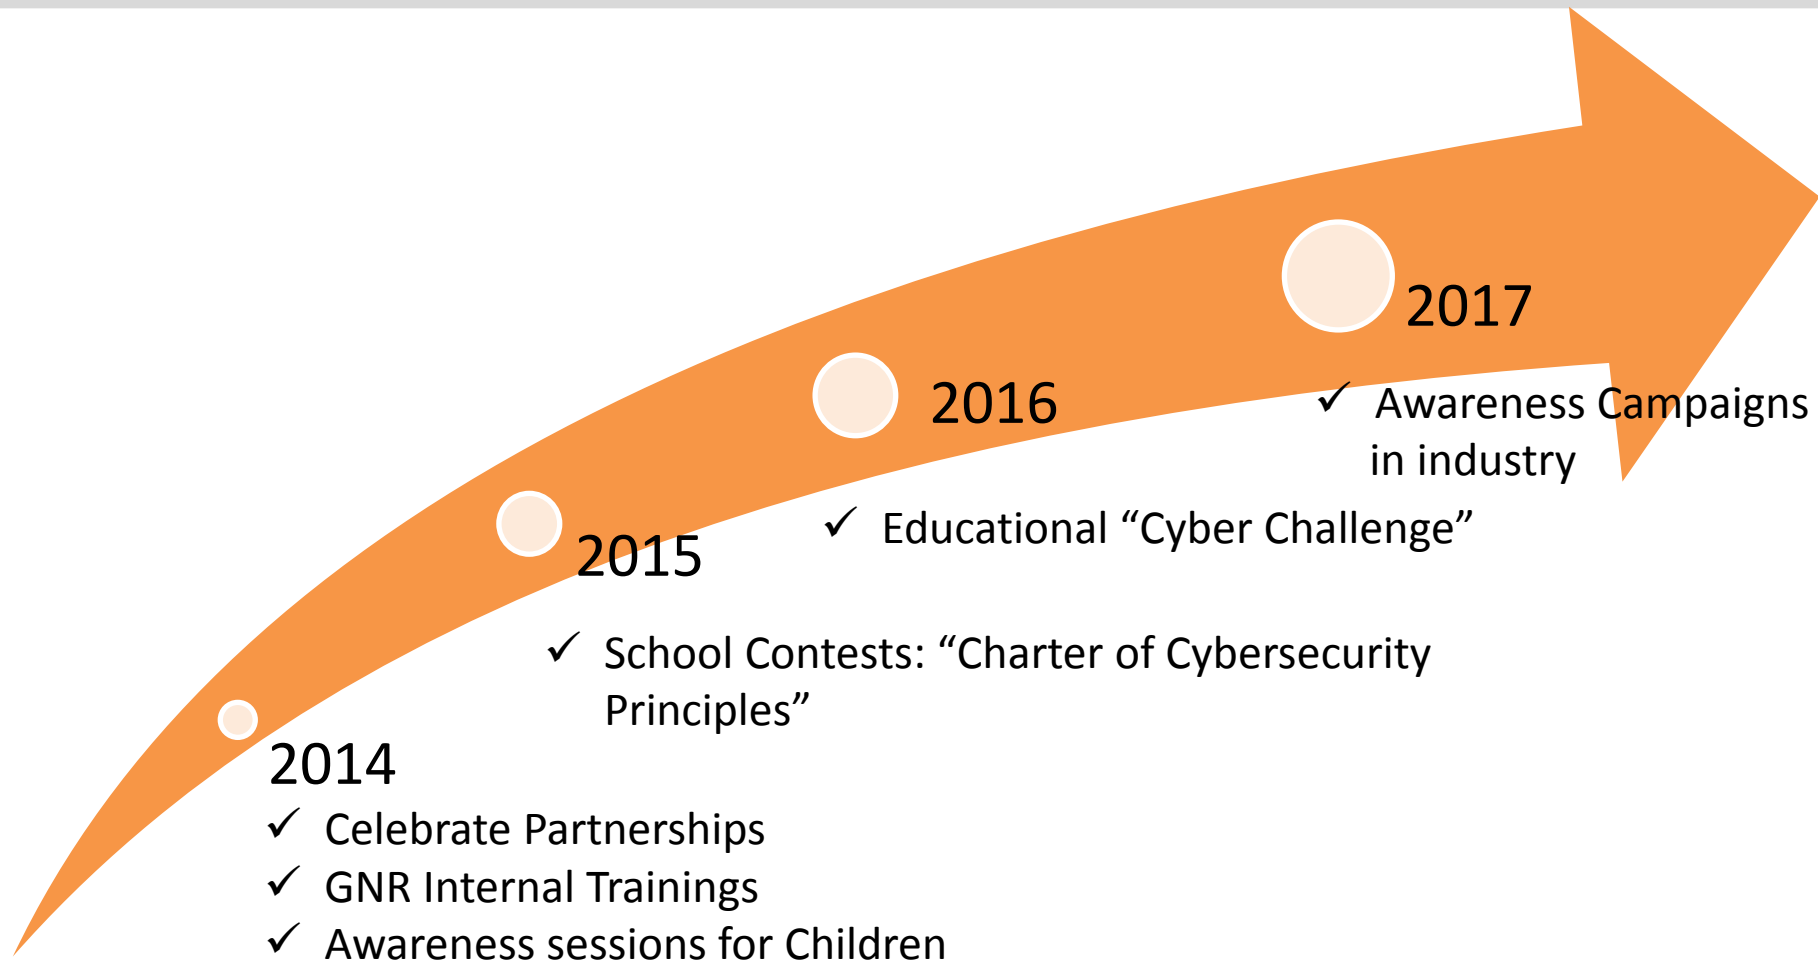 2014
✓ Celebrate Partnerships
✓ GNR Internal Trainings
✓ Awareness sessions for Children
2015
✓ School Contests: “Charter of Cybersecurity
Principles”
2016
✓ Educational “Cyber Challenge”
2017
✓ Awareness Campaigns
in industry